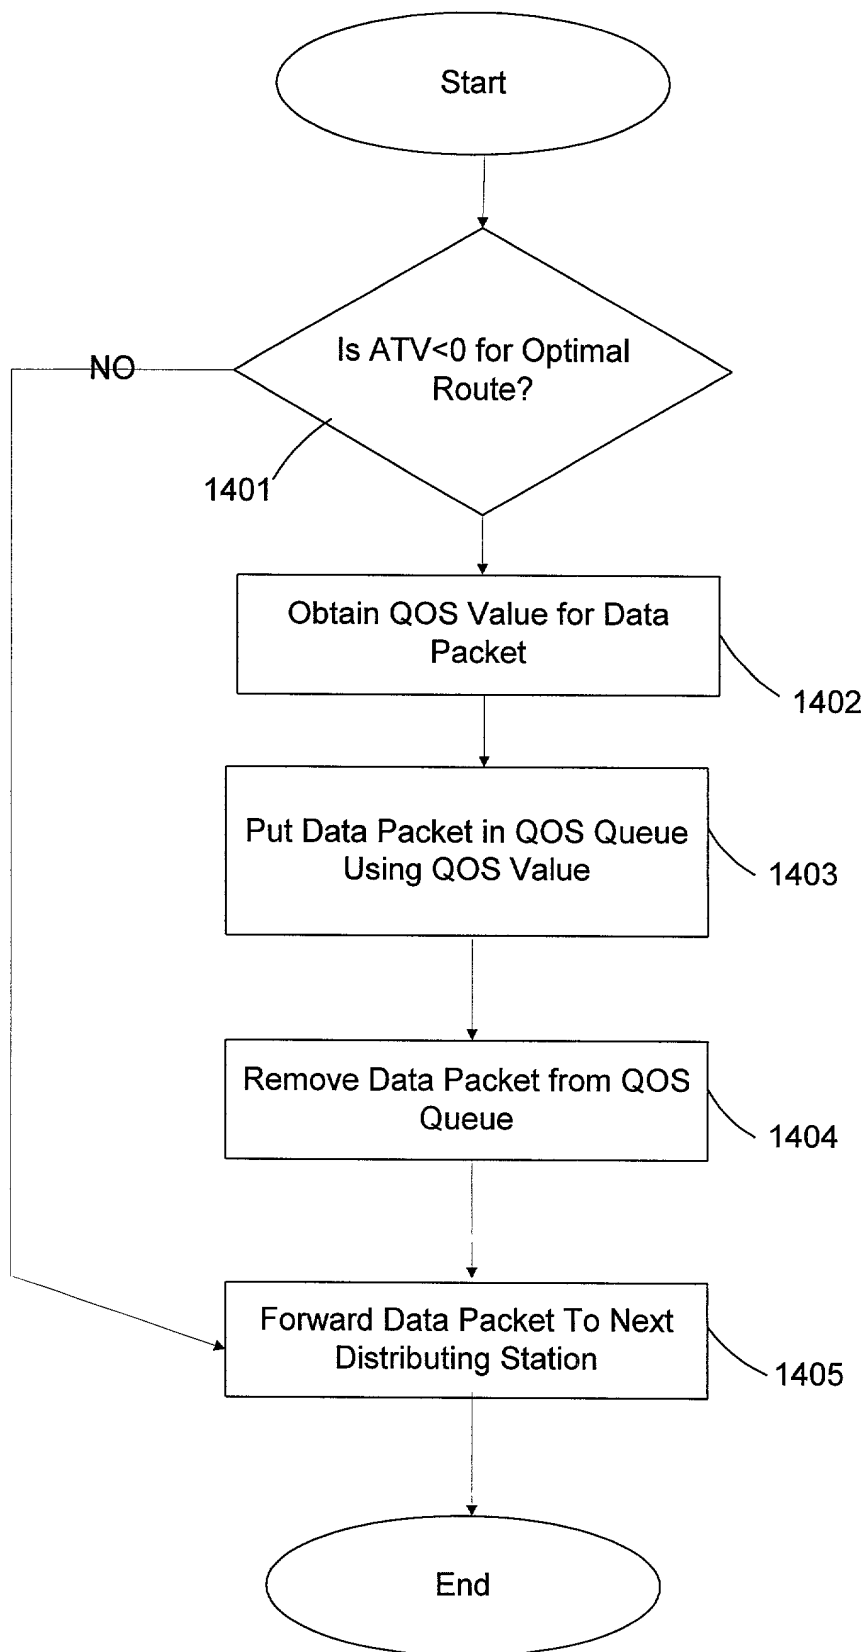 Start
Is ATV<0 for Optimal
Route?
NO
1401
Obtain QOS Value for Data
Packet
1402
Put Data Packet in QOS Queue
Using QOS Value
1403
Remove Data Packet from QOS
Queue
1404
Forward Data Packet To Next
Distributing Station
1405
End